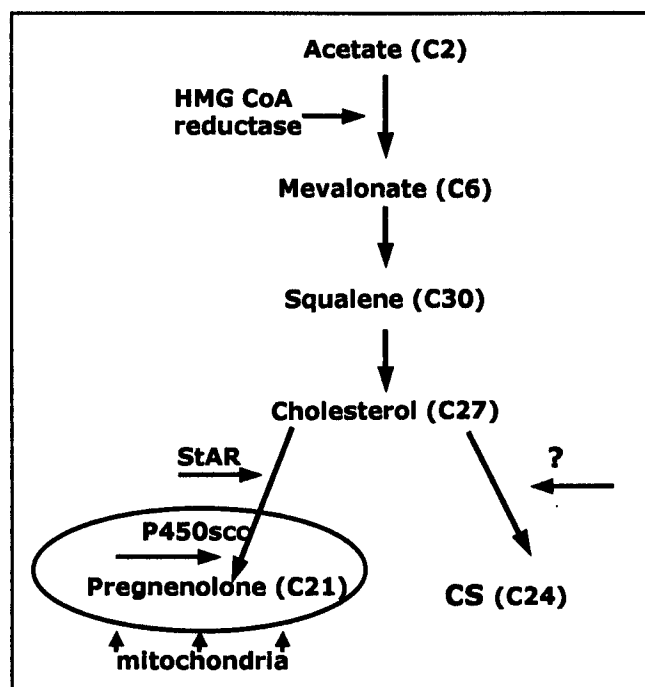 Acetate (C2)
HMG CoA
reductase
Mevalonate (C6)
Squalene (C30)
Cholesterol (C27)
StAR
?
P450scc
Pregnenolone (C21)
CS (C24)
mitochondria